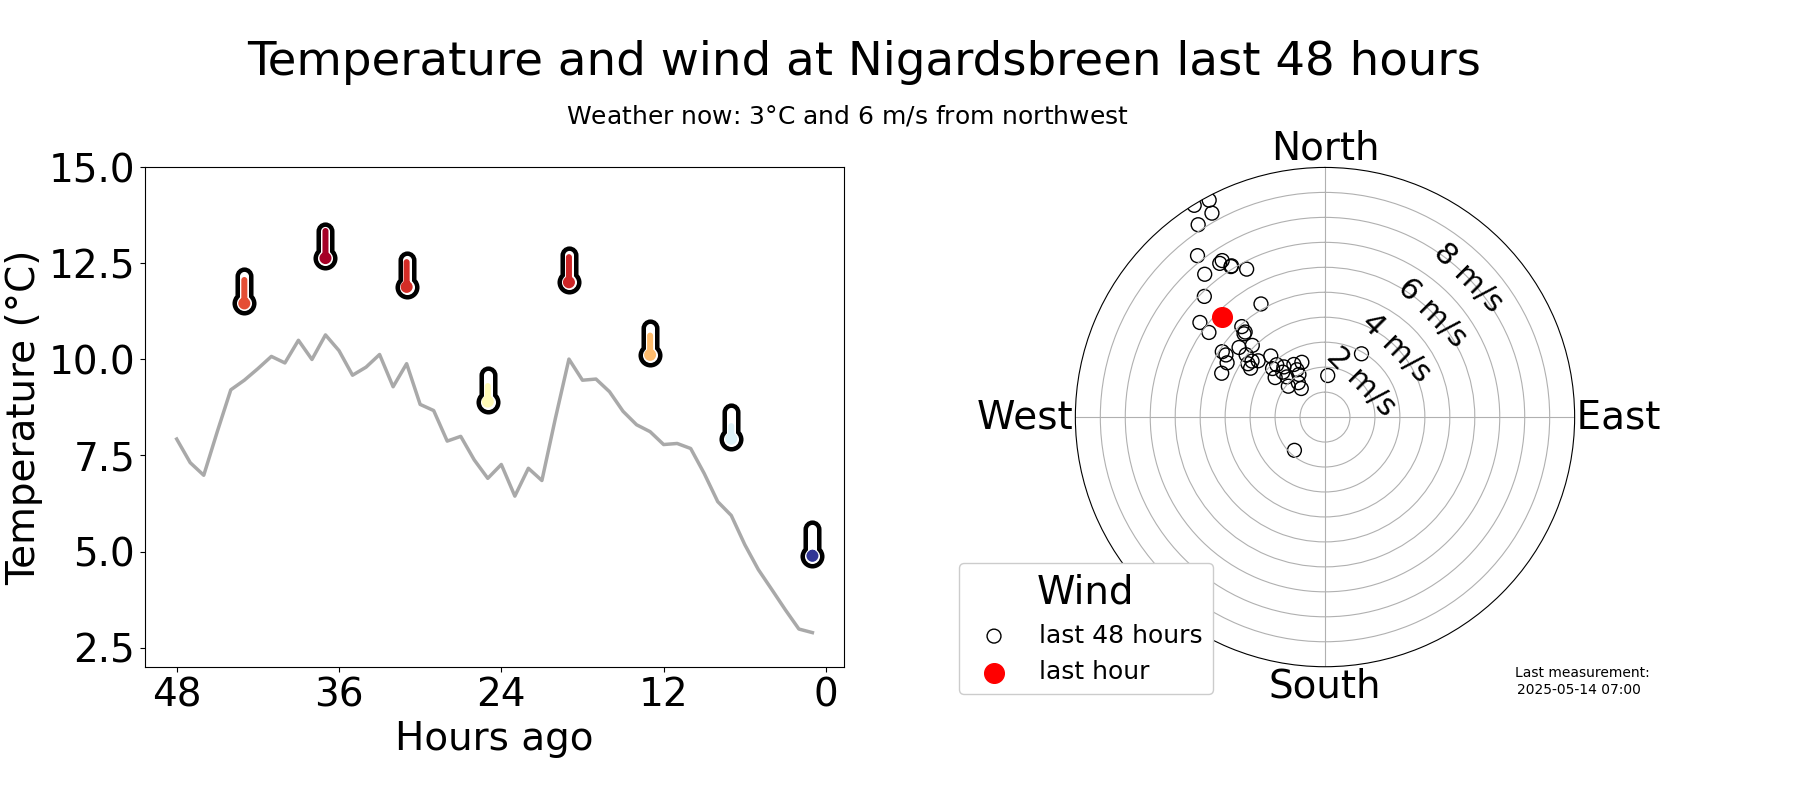 Temperature and wind at Nigardsbreen last 48 hours
Weather now: 3°C and 6 m/s from northwest
Temperature (°C)
15.0
12.5
10.0
7.5
5.0
2.5
48 36 24 12 0
Hours ago
North
West
East
South
8 m/s
6 m/s
4 m/s
2 m/s
Wind
last 48 hours
last hour
Last measurement:
2025-05-14 07:00